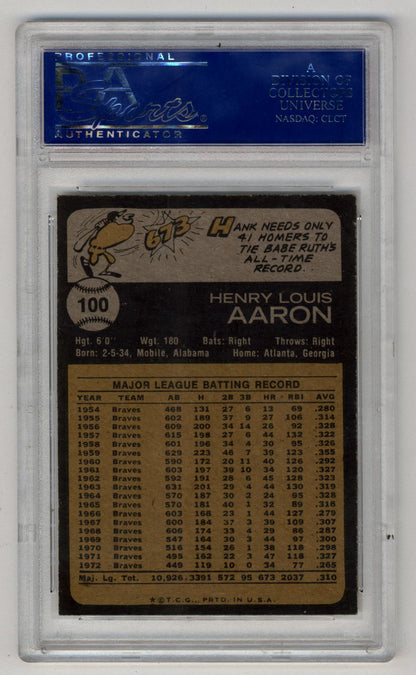 PROFESSIONAL
PSA
Sports
AUTHENTICATOR
®
A
DIVISION OF
COLLECTORS
UNIVERSE
NASDAQ: CLCT
673
HANK NEEDS ONLY
41 HOMERS TO
TIE BABE RUTH'S
ALL-TIME
RECORD..
100
HENRY LOUIS
AARON
Hgt. 6'0" Wgt. 180 Bats: Right Throws: Right
Born: 2-5-34, Mobile, Alabama Home: Atlanta, Georgia
MAJOR LEAGUE BATTING RECORD
YEAR TEAM AB H 2B 3B HR RBI AVG.
1954 Braves 468 131 27 6 13 69 .280
1955 Braves 602 189 37 9 27 106 .314
1956 Braves 609 200 34 14 26 92 .328
1957 Braves 615 198 27 6 44 132 .322
1958 Braves 601 196 34 4 30 95 .326
1959 Braves 629 223 46 7 39 123 .355
1960 Braves 590 172 20 11 40 126 .292
1961 Braves 603 197 39 10 34 120 .327
1962 Braves 592 191 28 6 45 128 .323
1963 Braves 631 201 29 4 44 130 .319
1964 Braves 570 187 30 2 24 95 .328
1965 Braves 570 181 40 1 32 89 .318
1966 Braves 603 168 23 1 44 127 .279
1967 Braves 600 184 37 3 39 109 .307
1968 Braves 606 174 33 4 29 86 .287
1969 Braves 547 164 30 3 44 97 .300
1970 Braves 516 154 26 1 38 118 .298
1971 Braves 495 162 22 3 47 118 .327
1972 Braves 449 119 10 0 34 77 .265
Maj. Lg. Tot. 10,926 3391 572 95 673 2037 .310
★©T.C.G., PRTD. IN U.S.A.